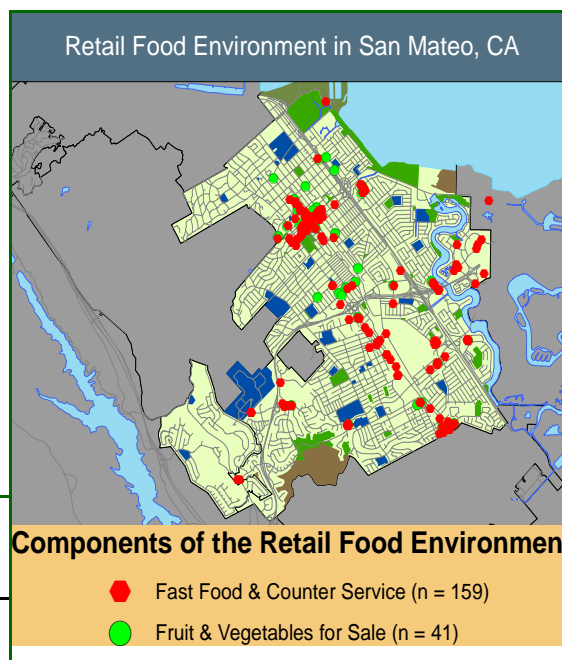 Retail Food Environment in San Mateo, CA
Components of the Retail Food Environmen
Fast Food & Counter Service (n = 159)
Fruit & Vegetables for Sale (n = 41)